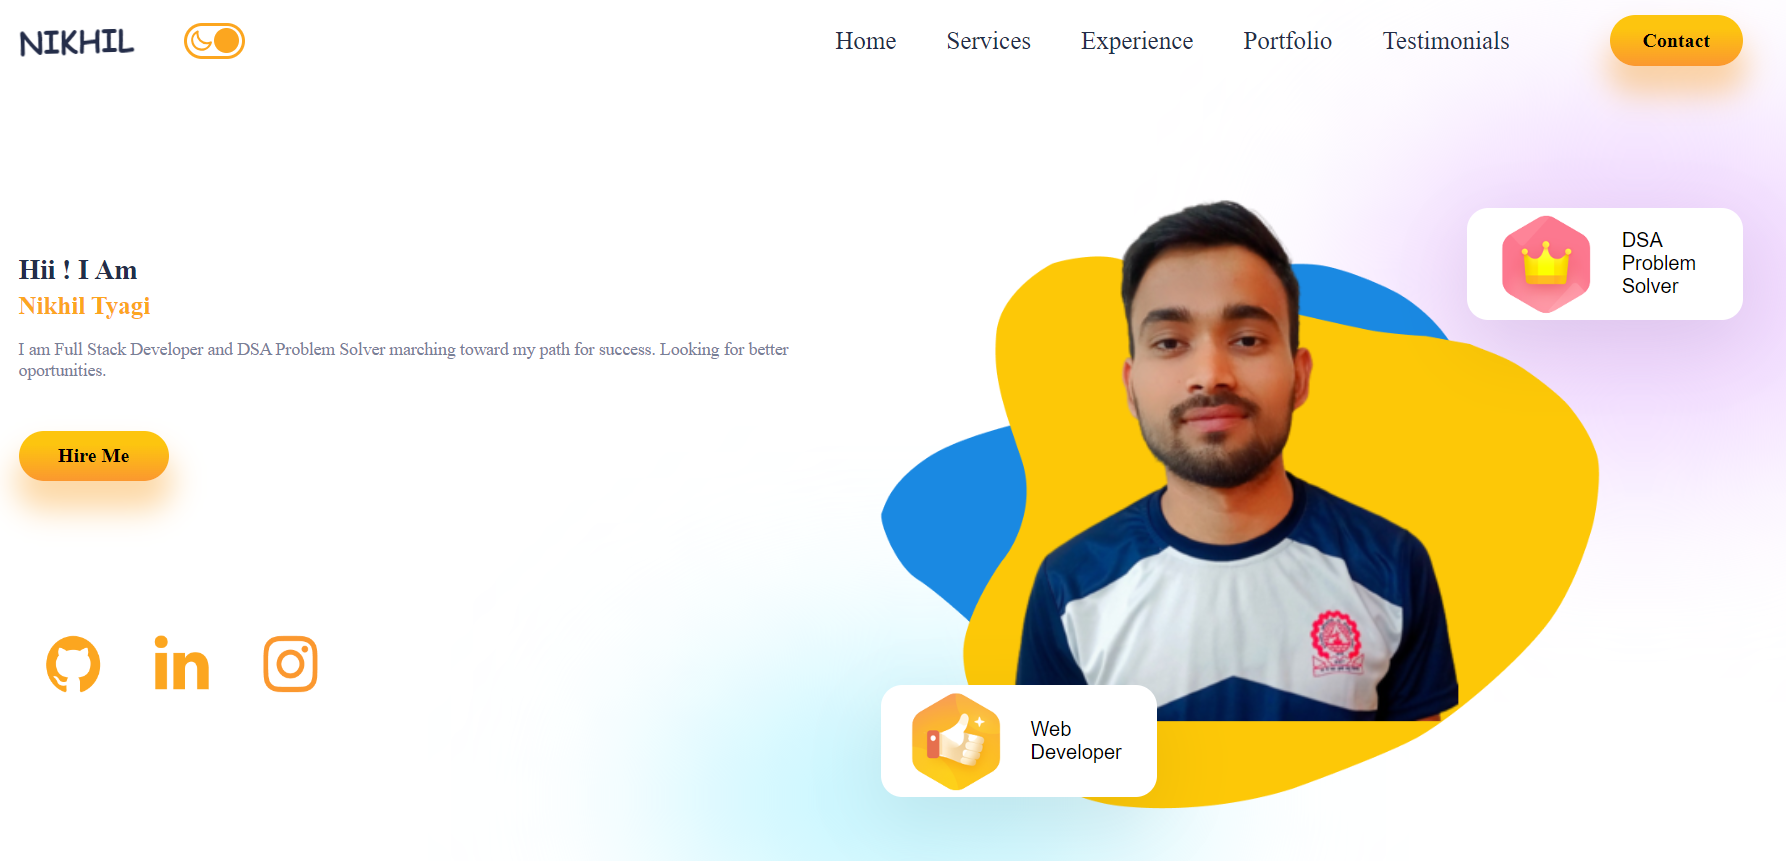 NIKHIL
Home Services Experience Portfolio Testimonials Contact
Hii ! I Am
Nikhil Tyagi
I am Full Stack Developer and DSA Problem Solver marching toward my path for success. Looking for better
oportunities.
Hire Me
DSA
Problem
Solver
Web
Developer